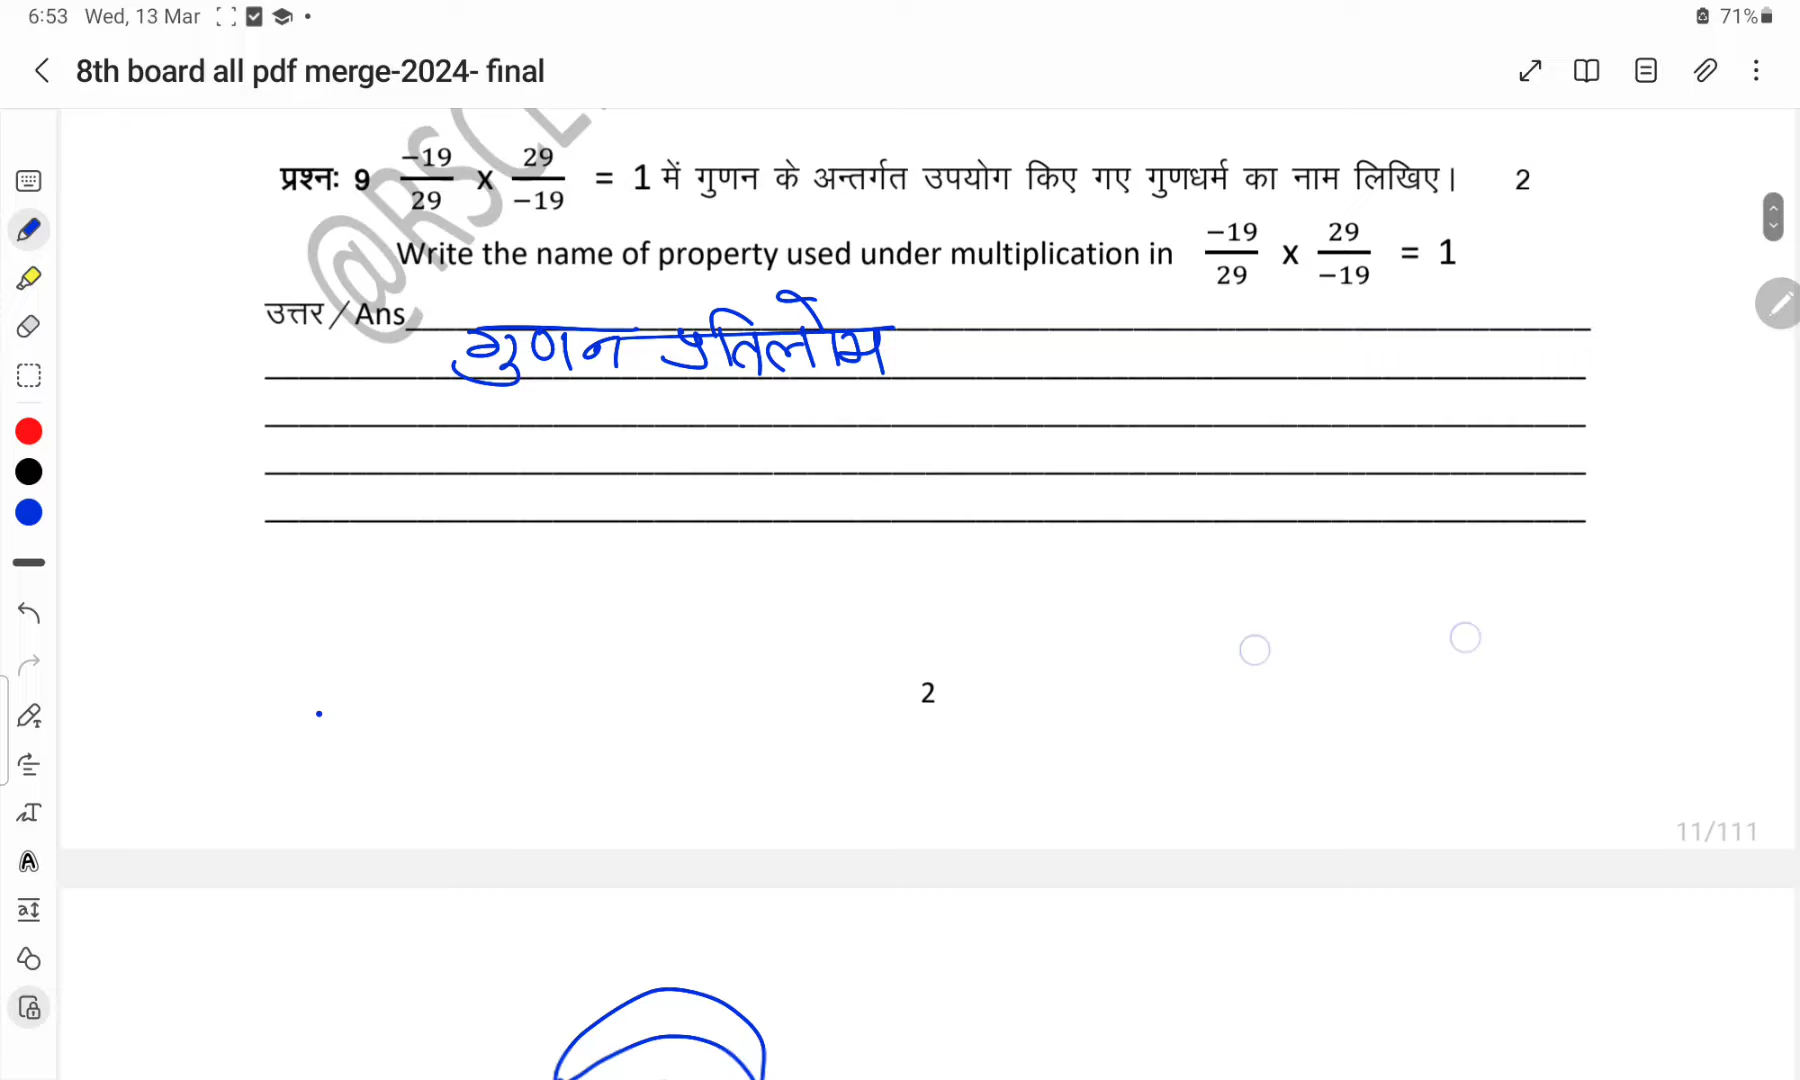 6:53 Wed, 13 Mar
71%
8th board all pdf merge-2024- final
@RSCE
प्रश्नः 9 −19/29 x 29/−19 = 1 में गुणन के अन्तर्गत उपयोग किए गए गुणधर्म का नाम लिखिए। 2
Write the name of property used under multiplication in −19/29 x 29/−19 = 1
उत्तर / Ans
गुणन प्रतिलोम
2
11/111